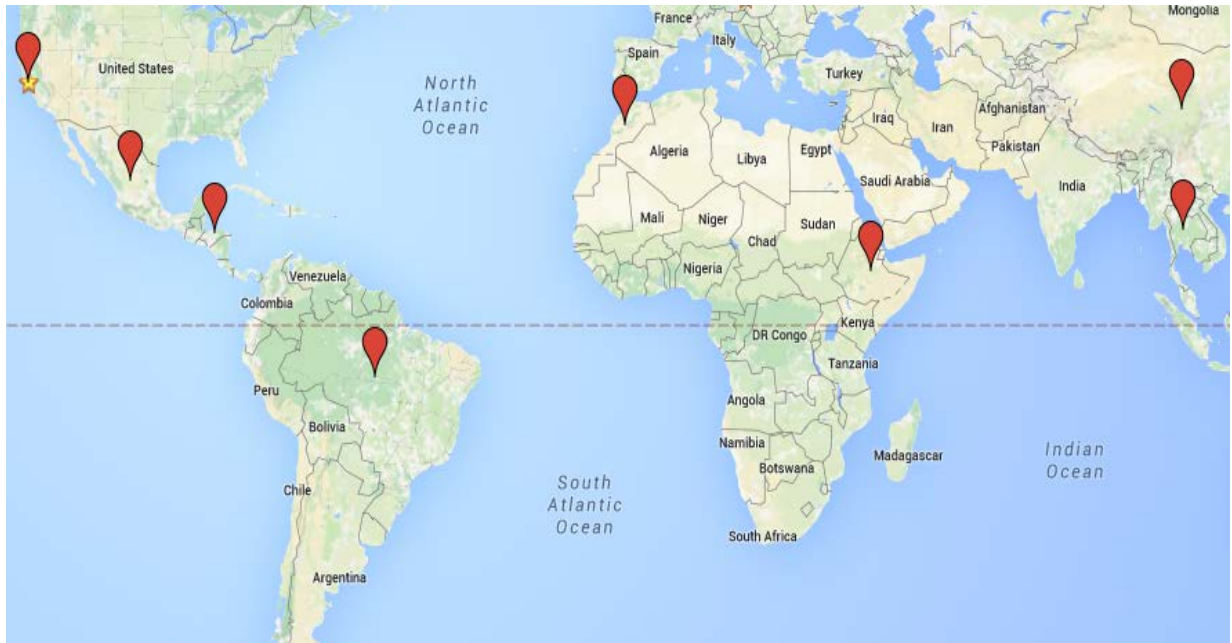 Mongolia
France
Italy
Spain
United States
North
Atlantic
Ocean
Turkey
Afghanistan
Iraq
Iran
Pakistan
Algeria
Libya
Egypt
Saudi Arabia
India
Mali
Niger
Sudan
Chad
Nigeria
Venezuela
Colombia
Kenya
DR Congo
Tanzania
Peru
Angola
Bolivia
Namibia
Madagascar
Botswana
Indian
Ocean
Chile
South
Atlantic
Ocean
South Africa
Argentina